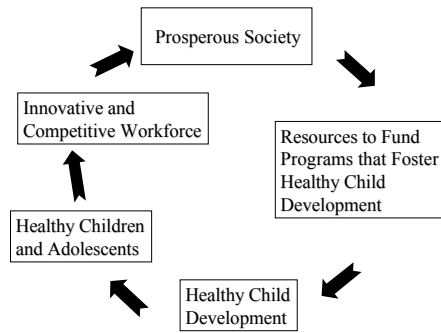 Prosperous Society
Resources to Fund
Programs that Foster
Healthy Child
Development
Healthy Child
Development
Healthy Children
and Adolescents
Innovative and
Competitive Workforce